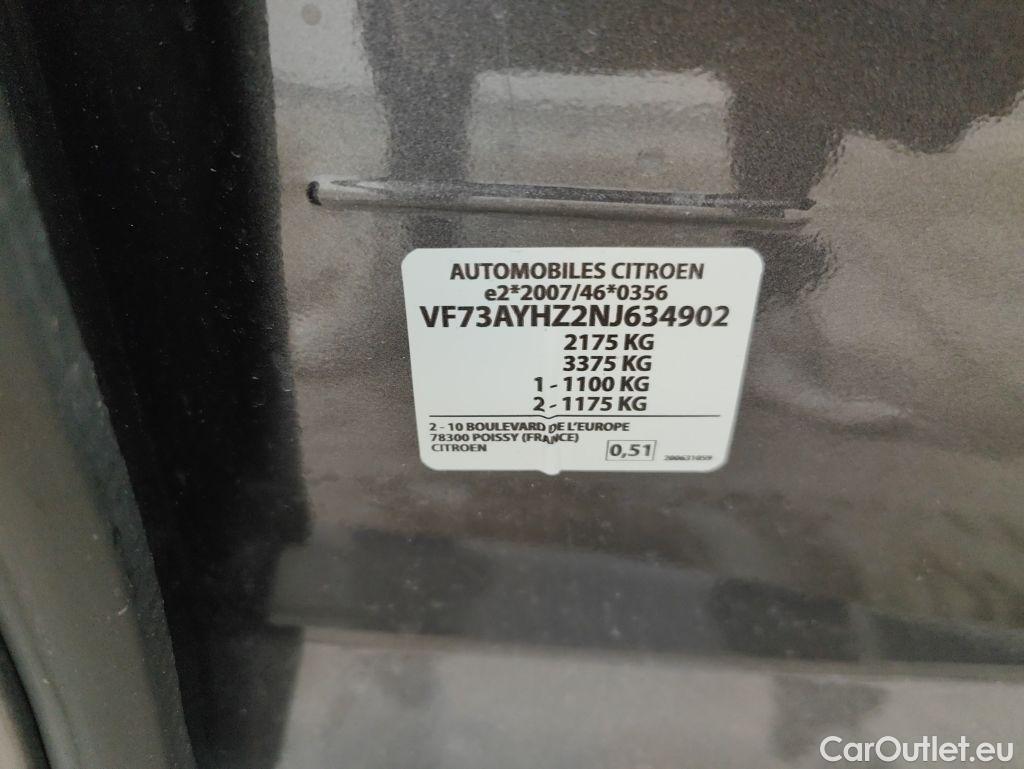 AUTOMOBILES CITROEN
e2*2007/46*0356
VF73AYHZ2NJ634902
2175 KG
3375 KG
1 - 1100 KG
2 - 1175 KG
2 - 10 BOULEVARD DE L'EUROPE
78300 POISSY (FRANCE)
CITROEN
0,51
200631059
CarOutlet.eu